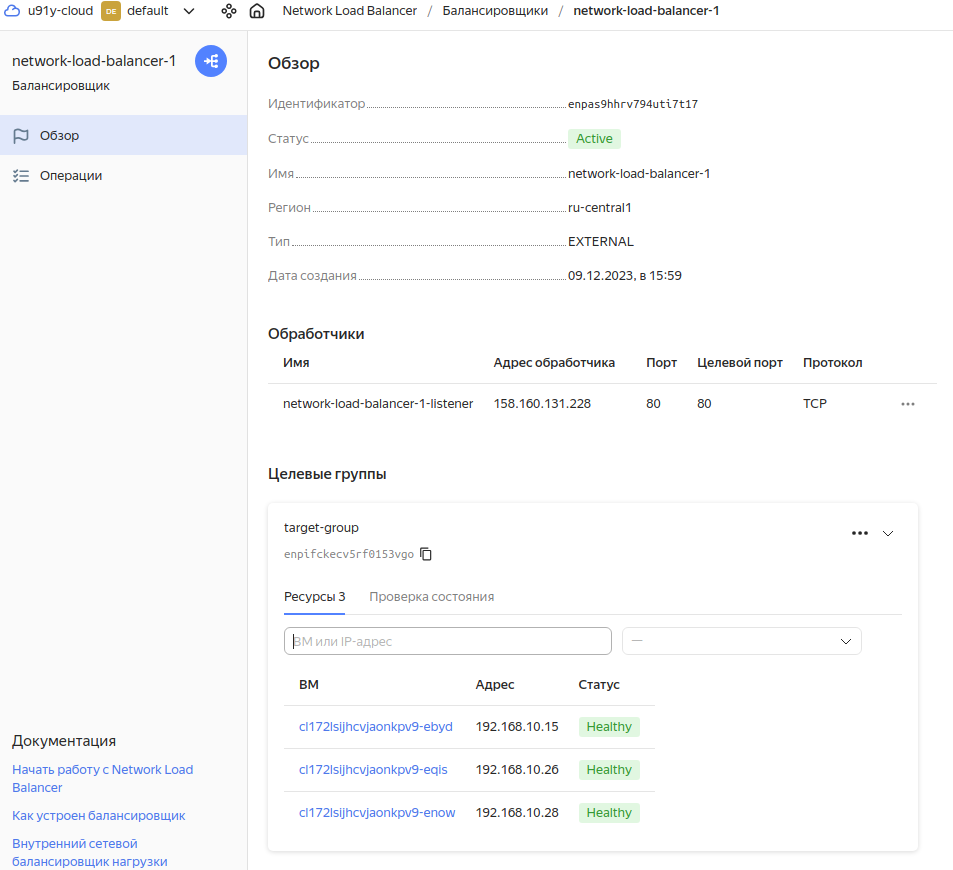 u91y-cloud DE default Network Load Balancer / Балансировщики / network-load-balancer-1
network-load-balancer-1
Балансировщик
Обзор
Операции
Документация
Начать работу с Network Load
Balancer
Как устроен балансировщик
Внутренний сетевой
балансировщик нагрузки
Обзор
Идентификатор enpas9hhrv794uti7t17
Статус Active
Имя network-load-balancer-1
Регион ru-central1
Тип EXTERNAL
Дата создания 09.12.2023, в 15:59
Обработчики
Имя Адрес обработчика Порт Целевой порт Протокол
network-load-balancer-1-listener 158.160.131.228 80 80 TCP
Целевые группы
target-group
enpifckecv5rf0153vgo
Ресурсы 3 Проверка состояния
ВМ или IP-адрес —
ВМ Адрес Статус
cl172lsijhcvjaonkpv9-ebyd 192.168.10.15 Healthy
cl172lsijhcvjaonkpv9-eqis 192.168.10.26 Healthy
cl172lsijhcvjaonkpv9-enow 192.168.10.28 Healthy